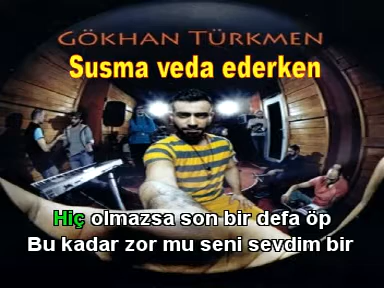 GÖKHAN TÜRKMEN
Susma veda ederken
Hiç olmazsa son bir defa öp
Bu kadar zor mu seni sevdim bir